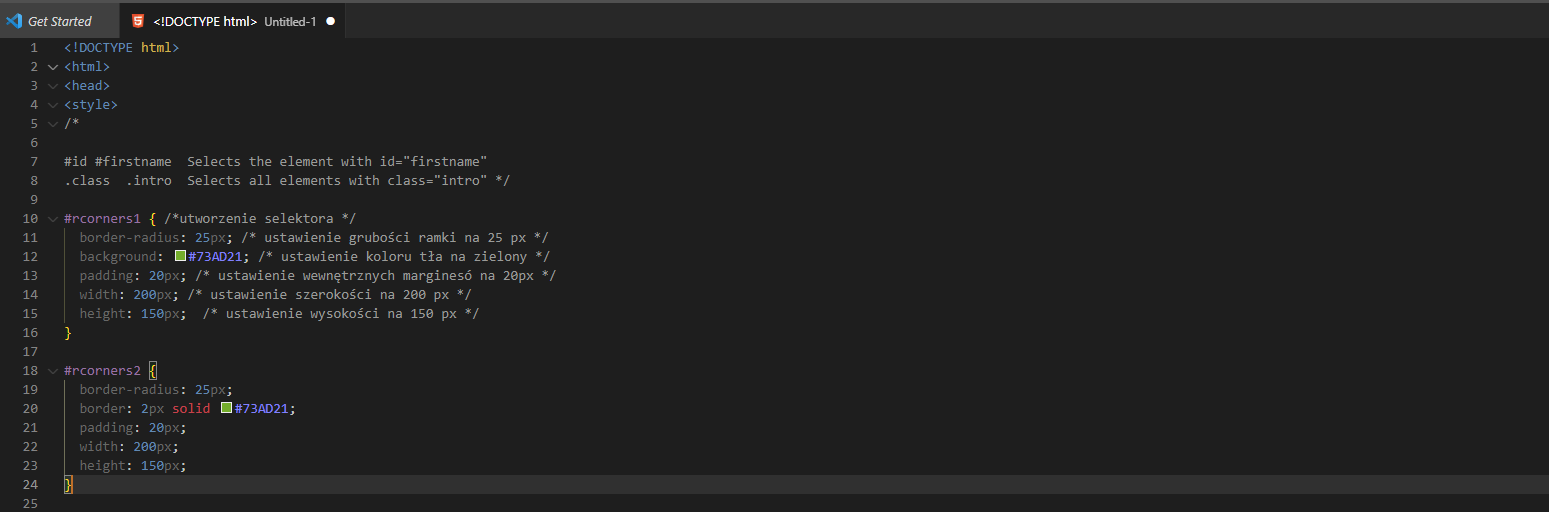 Get Started <!DOCTYPE html> Untitled-1
1 <!DOCTYPE html>
2 <html>
3 <head>
4 <style>
5 /*
6
7 #id #firstname  Selects the element with id="firstname"
8 .class  .intro  Selects all elements with class="intro" */
9
10 #rcorners1 { /*utworzenie selektora */
11   border-radius: 25px; /* ustawienie grubości ramki na 25 px */
12   background: #73AD21; /* ustawienie koloru tła na zielony */
13   padding: 20px; /* ustawienie wewnętrznych marginesó na 20px */
14   width: 200px; /* ustawienie szerokości na 200 px */
15   height: 150px;  /* ustawienie wysokości na 150 px */
16 }
17
18 #rcorners2 {
19   border-radius: 25px;
20   border: 2px solid #73AD21;
21   padding: 20px;
22   width: 200px;
23   height: 150px;
24 }
25